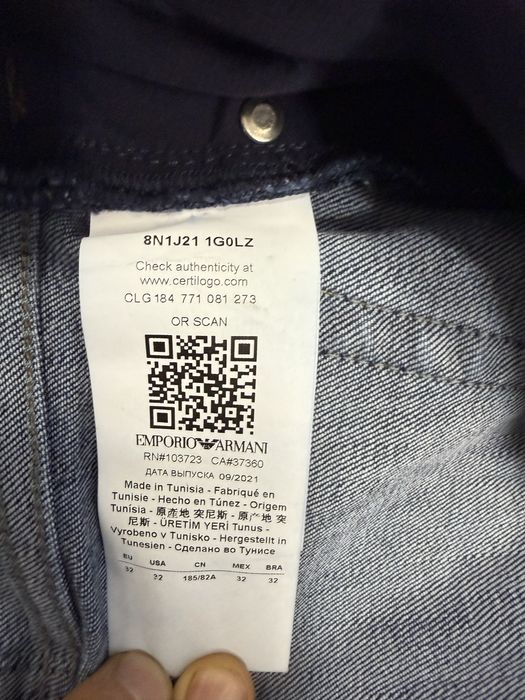 8N1J21 1G0LZ
Check authenticity at
www.certilogo.com
CLG 184 771 081 273
OR SCAN
EMPORIO ARMANI
RN#103723 CA#37360
ДАТА ВЫПУСКА 09/2021
Made in Tunisia - Fabriqué en
Tunisie - Hecho en Túnez - Origem
Tunísia - 原産地 突尼斯 - 原产地 突
尼斯 - ÜRETİM YERİ Tunus -
Vyrobeno v Tunisko - Hergestellt in
Tunesien - Сделано во Тунисе
EU USA CN MEX BRA
32 32 185/82A 32 32